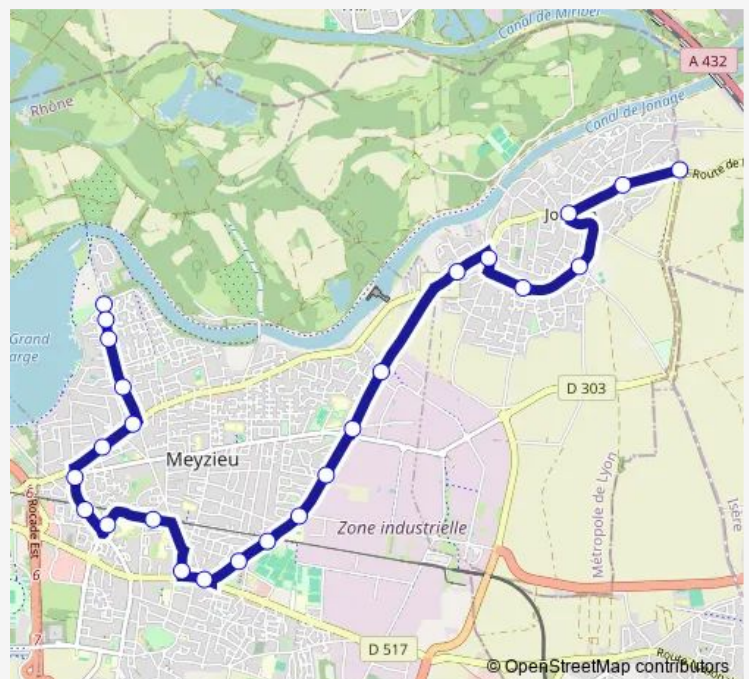 Canal de Miribel
A 432
Rhône
Canal de Jonage
Route de
Jo
Grand
arge
D 303
Meyzieu
Métropole de Lyon
Isère
Rocade Est
6
Zone industrielle
6
7
D 517
© OpenStreetMap contributors